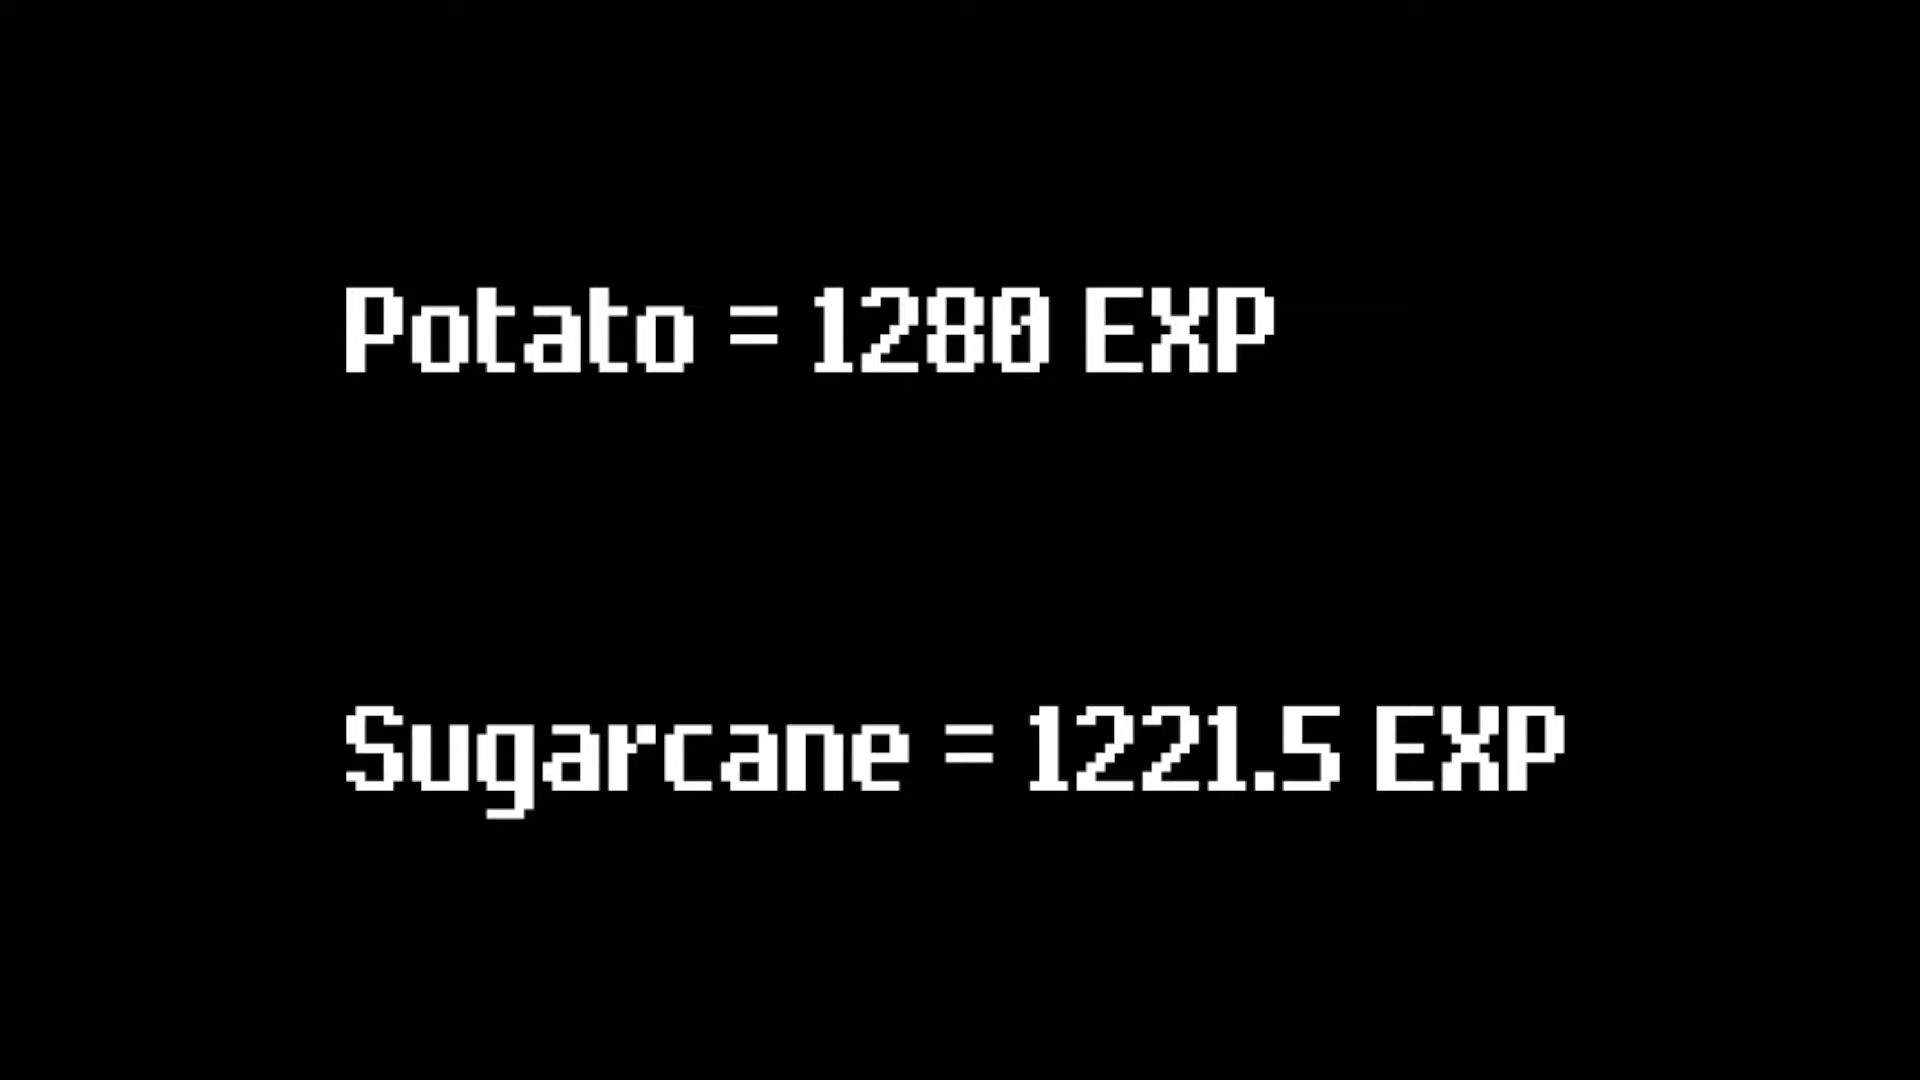 Potato = 1280 EXP
Sugarcane = 1221.5 EXP